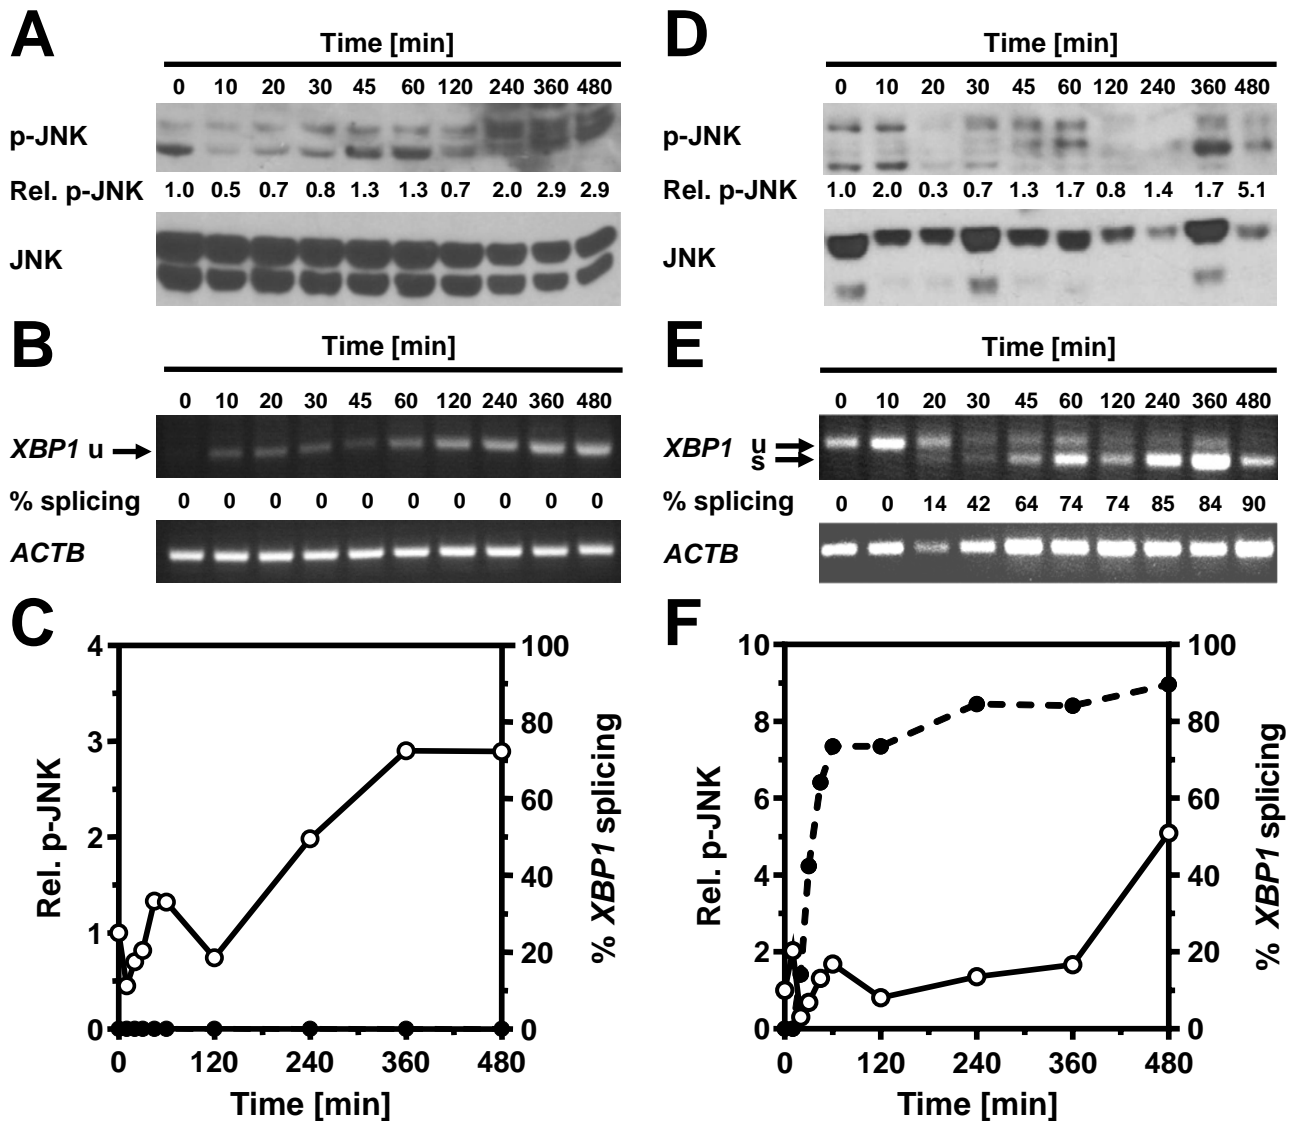 A
Time [min]
0 10 20 30 45 60 120 240 360 480
p-JNK
Rel. p-JNK 1.0 0.5 0.7 0.8 1.3 1.3 0.7 2.0 2.9 2.9
JNK
B
Time [min]
0 10 20 30 45 60 120 240 360 480
XBP1 u
% splicing 0 0 0 0 0 0 0 0 0 0
ACTB
C
4
3
2
1
0
Rel. p-JNK
100
80
60
40
20
0
% XBP1 splicing
0 120 240 360 480
Time [min]
D
Time [min]
0 10 20 30 45 60 120 240 360 480
p-JNK
Rel. p-JNK 1.0 2.0 0.3 0.7 1.3 1.7 0.8 1.4 1.7 5.1
JNK
E
Time [min]
0 10 20 30 45 60 120 240 360 480
XBP1 u
s
% splicing 0 0 14 42 64 74 74 85 84 90
ACTB
F
10
8
6
4
2
0
Rel. p-JNK
100
80
60
40
20
0
% XBP1 splicing
0 120 240 360 480
Time [min]